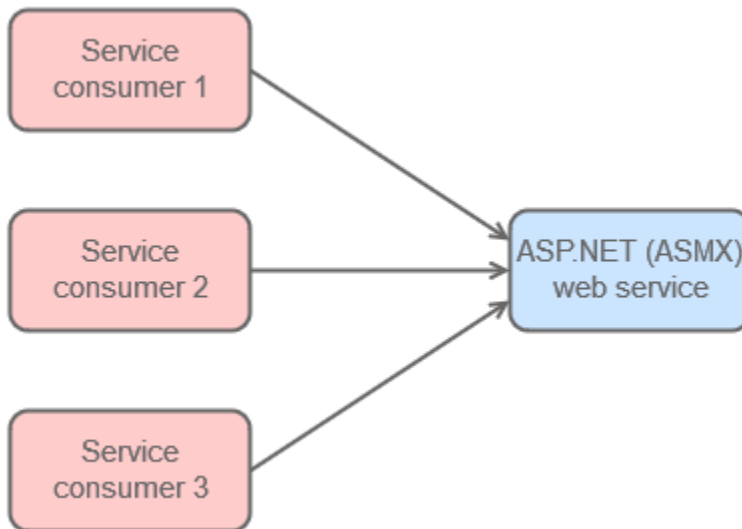 Service
consumer 1
Service
consumer 2
ASP.NET (ASMX)
web service
Service
consumer 3